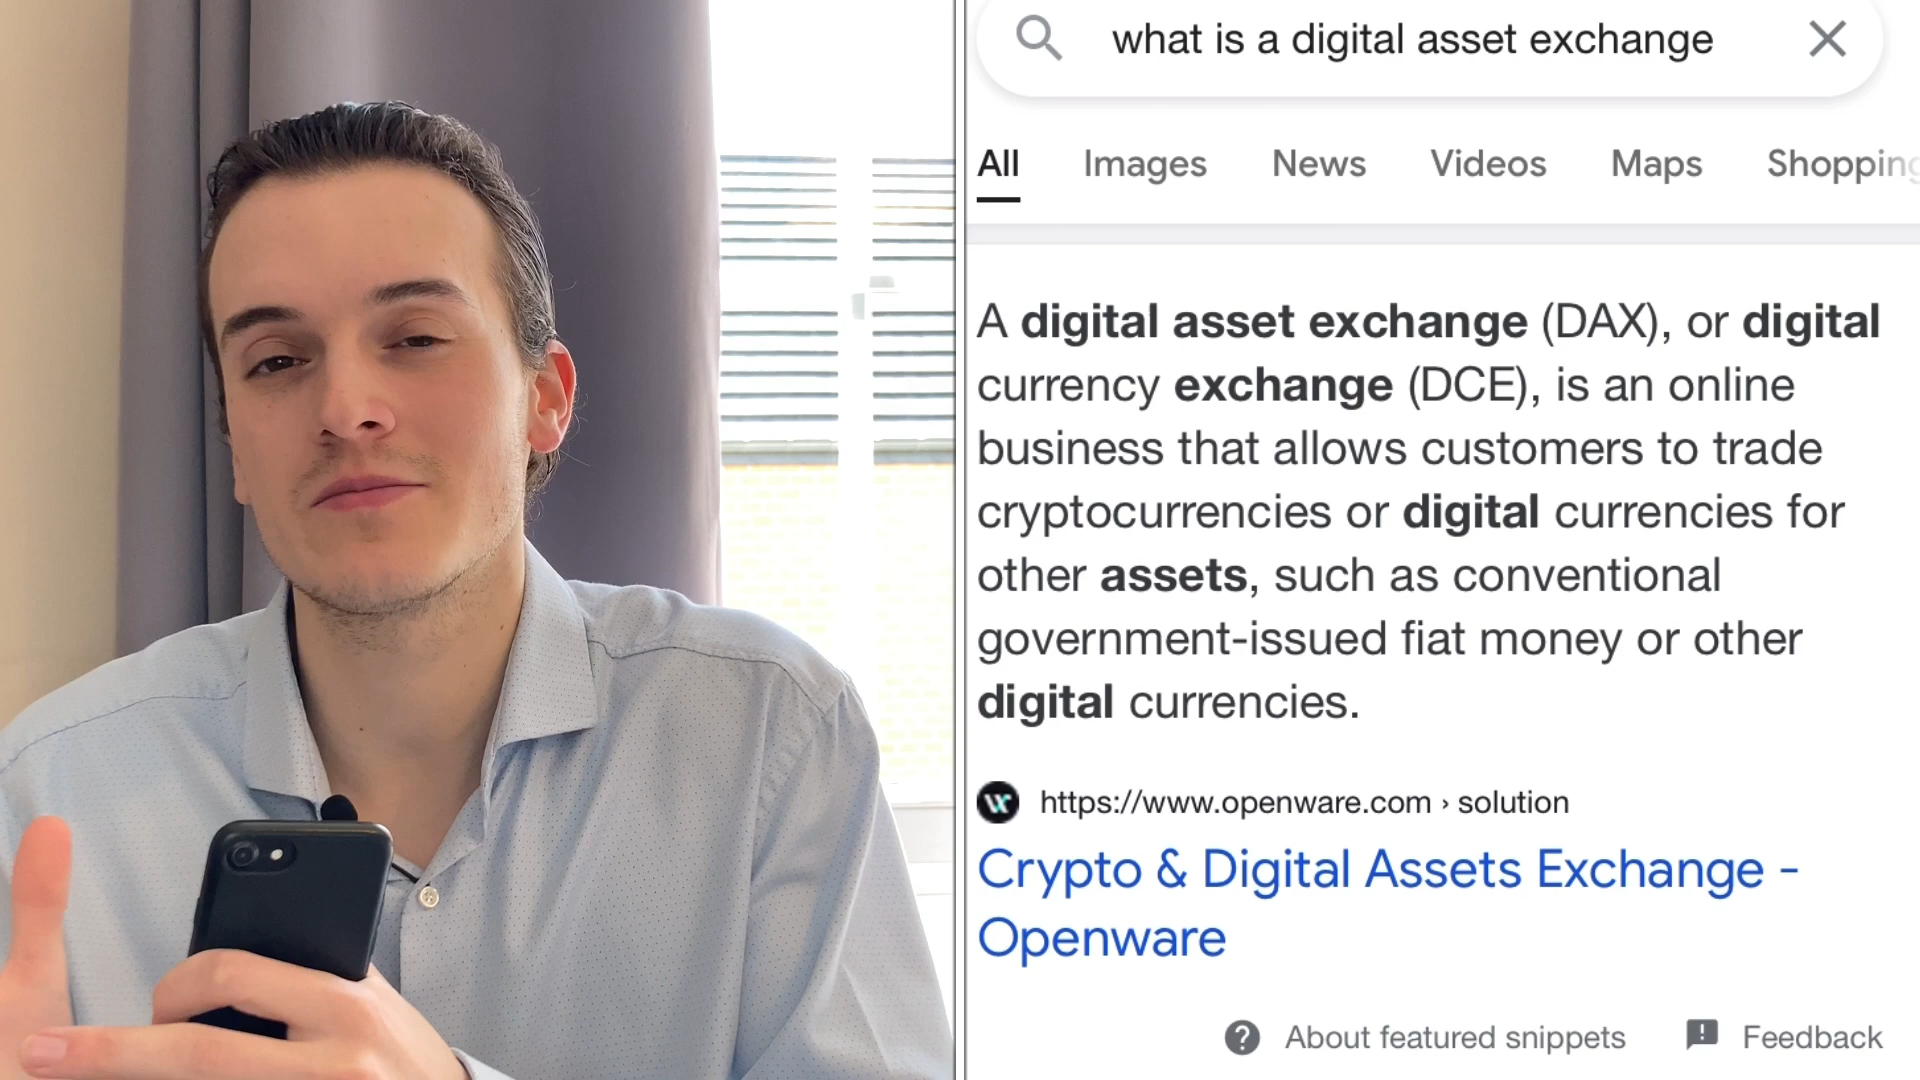 what is a digital asset exchange
All Images News Videos Maps Shopping
A digital asset exchange (DAX), or digital
currency exchange (DCE), is an online
business that allows customers to trade
cryptocurrencies or digital currencies for
other assets, such as conventional
government-issued fiat money or other
digital currencies.
https://www.openware.com › solution
Crypto & Digital Assets Exchange -
Openware
About featured snippets Feedback